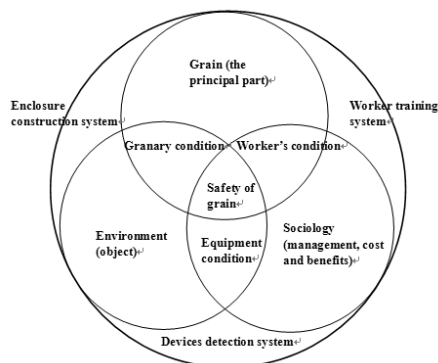 Grain (the
principal part)↵
Enclosure
construction system↵
Worker training
system↵
Granary condition↵
Worker's condition↵
Safety of
grain↵
Environment
(object)↵
Equipment
condition↵
Sociology
(management, cost
and benefits)↵
Devices detection system↵